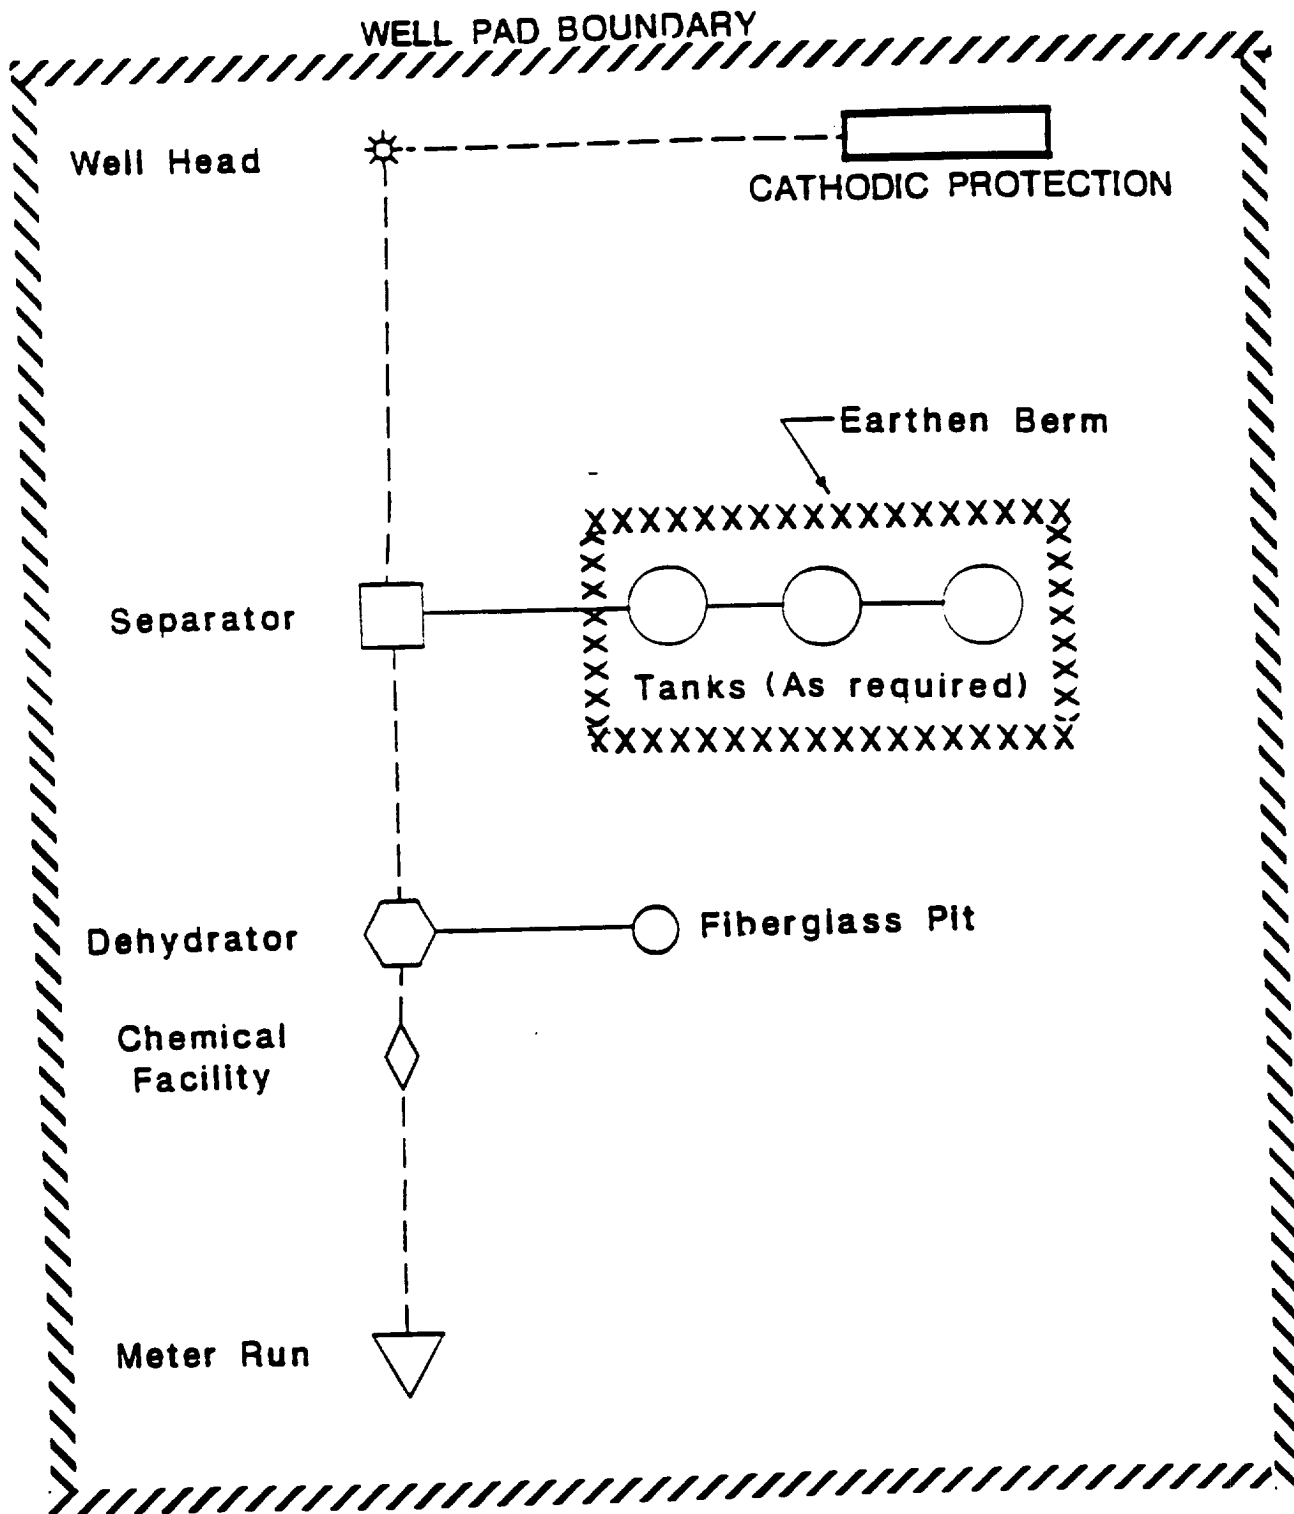 WELL PAD BOUNDARY
Well Head
CATHODIC PROTECTION
Earthen Berm
Separator
Tanks (As required)
Dehydrator
Fiberglass Pit
Chemical
Facility
Meter Run